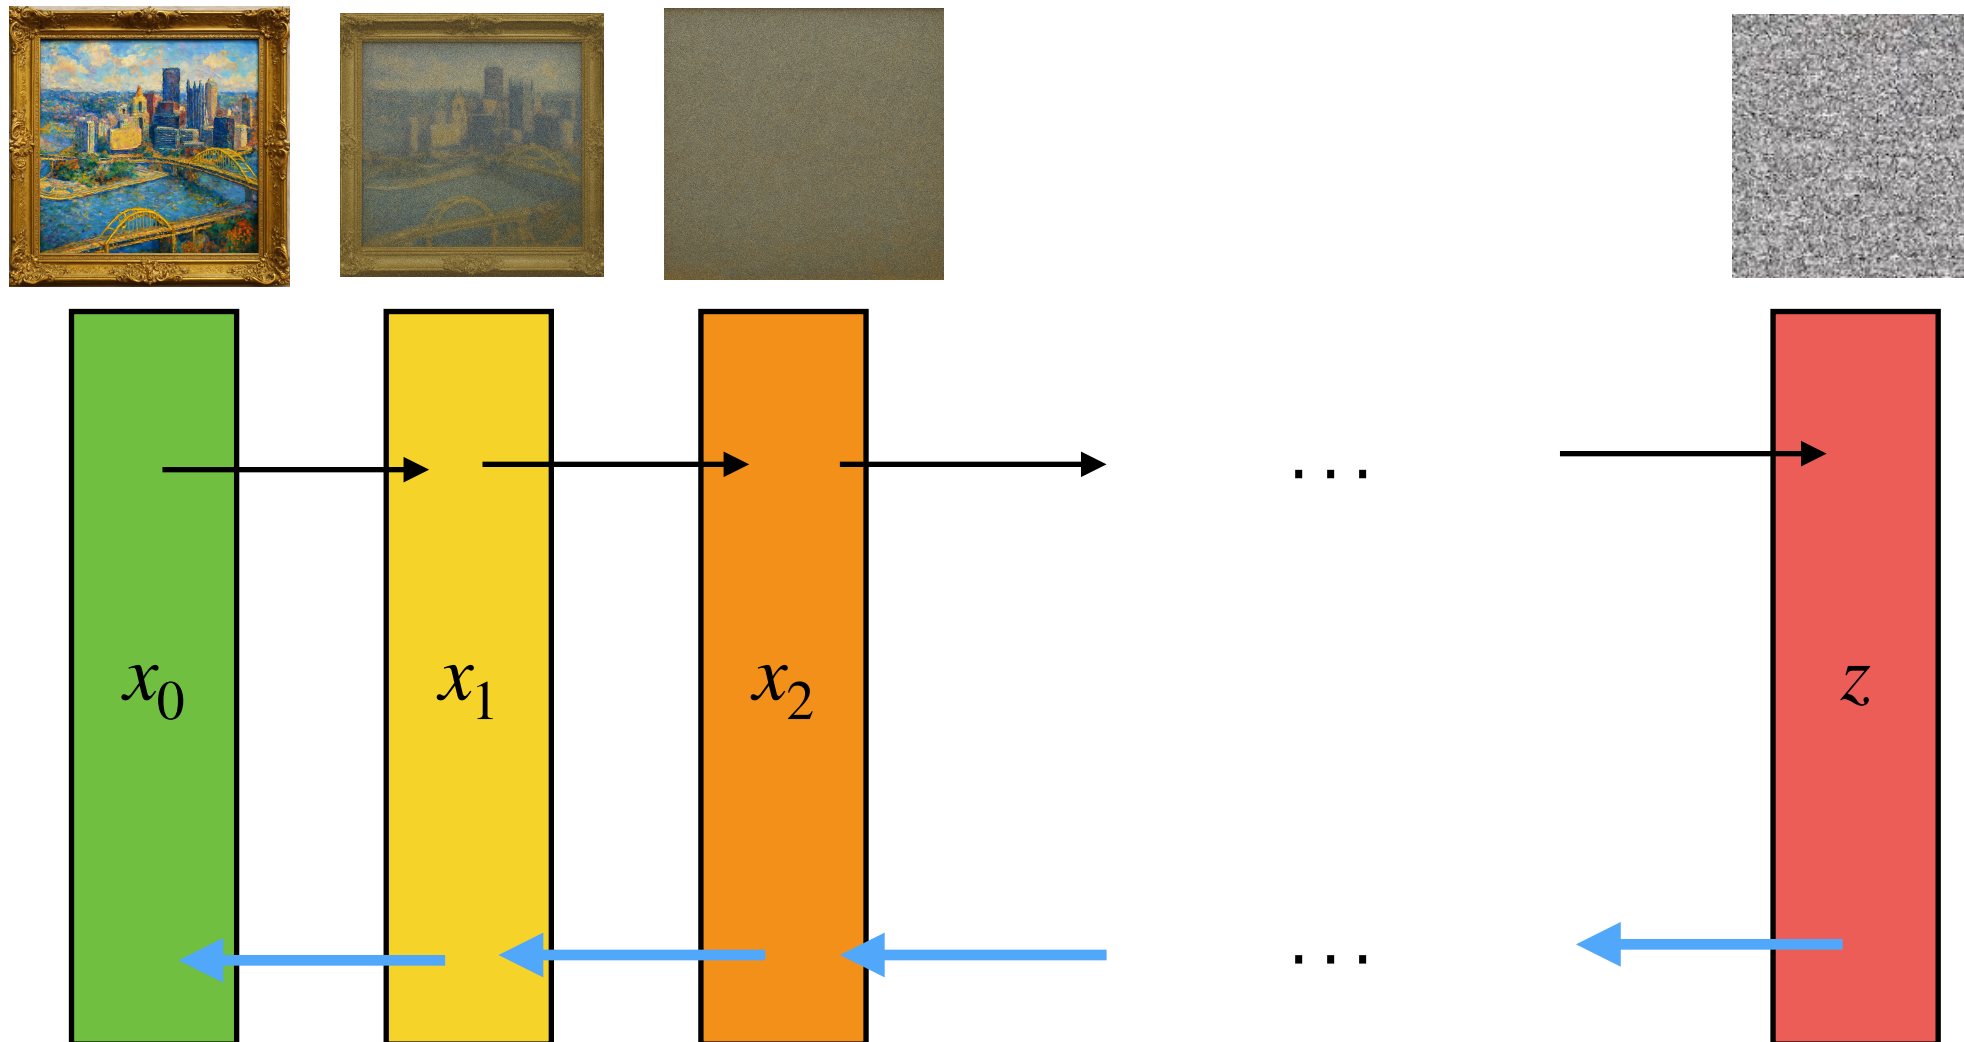 . . .
x₀ x₁ x₂ z
. . .